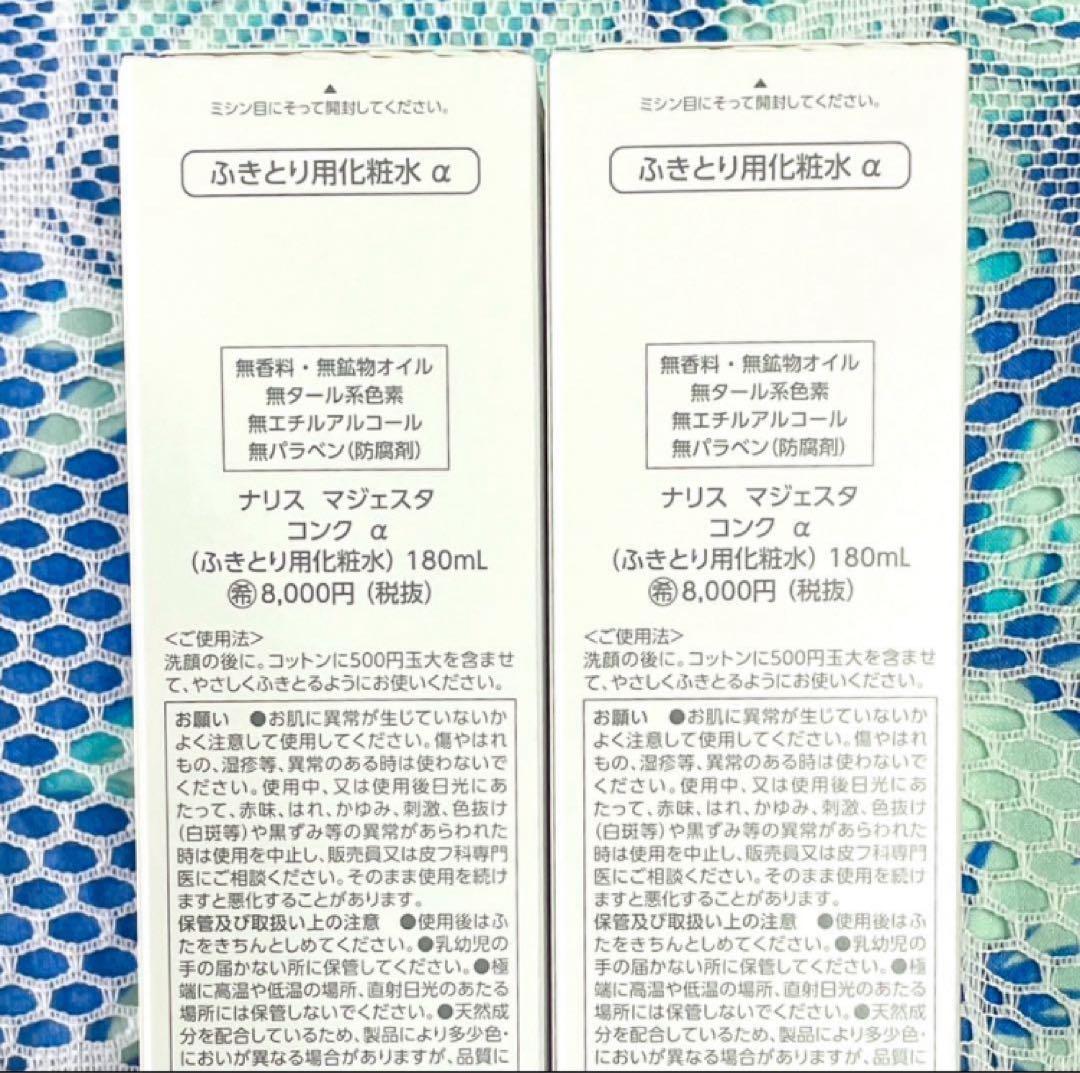 ミシン目にそって開封してください。
ふきとり用化粧水 α
無香料・無鉱物オイル
無タール系色素
無エチルアルコール
無パラベン(防腐剤)
ナリス マジェスタ
コンク α
(ふきとり用化粧水) 180mL
㊒8,000円 (税抜)
<ご使用法>
洗顔の後に。コットンに500円玉大を含ませ
て、やさしくふきとるようにお使いください。
お願い ●お肌に異常が生じていないか
よく注意して使用してください。傷やはれ
もの、湿疹等、異常のある時は使わないで
ください。使用中、又は使用後日光にあ
たって、赤味、はれ、かゆみ、刺激、色抜け
(白斑等)や黒ずみ等の異常があらわれた
時は使用を中止し、販売員又は皮フ科専門
医にご相談ください。そのまま使用を続け
ますと悪化することがあります。
保管及び取扱い上の注意 ●使用後はふ
たをきちんとしめてください。●乳幼児の
手の届かない所に保管してください。●極
端に高温や低温の場所、直射日光のあたる
場所には保管しないでください。●天然成
分を配合しているため、製品により多少色・
においが異なる場合がありますが、品質に
ミシン目にそって開封してください。
ふきとり用化粧水 α
無香料・無鉱物オイル
無タール系色素
無エチルアルコール
無パラベン(防腐剤)
ナリス マジェスタ
コンク α
(ふきとり用化粧水) 180mL
希8,000円 (税抜)
<ご使用法>
洗顔の後に。コットンに500円玉大を含ませ
て、やさしくふきとるようにお使いください。
お願い ●お肌に異常が生じていないか
よく注意して使用してください。傷やはれ
もの、湿疹等、異常のある時は使わないで
ください。使用中、又は使用後日光にあ
たって、赤味、はれ、かゆみ、刺激、色抜け
(白斑等)や黒ずみ等の異常があらわれた
時は使用を中止し、販売員又は皮フ科専門
医にご相談ください。そのまま使用を続け
ますと悪化することがあります。
保管及び取扱い上の注意 ●使用後はふ
たをきちんとしめてください。●乳幼児の
手の届かない所に保管してください。●極
端に高温や低温の場所、直射日光のあたる
場所には保管しないでください。●天然成
分を配合しているため、製品により多少色・
においが異なる場合がありますが、品質に